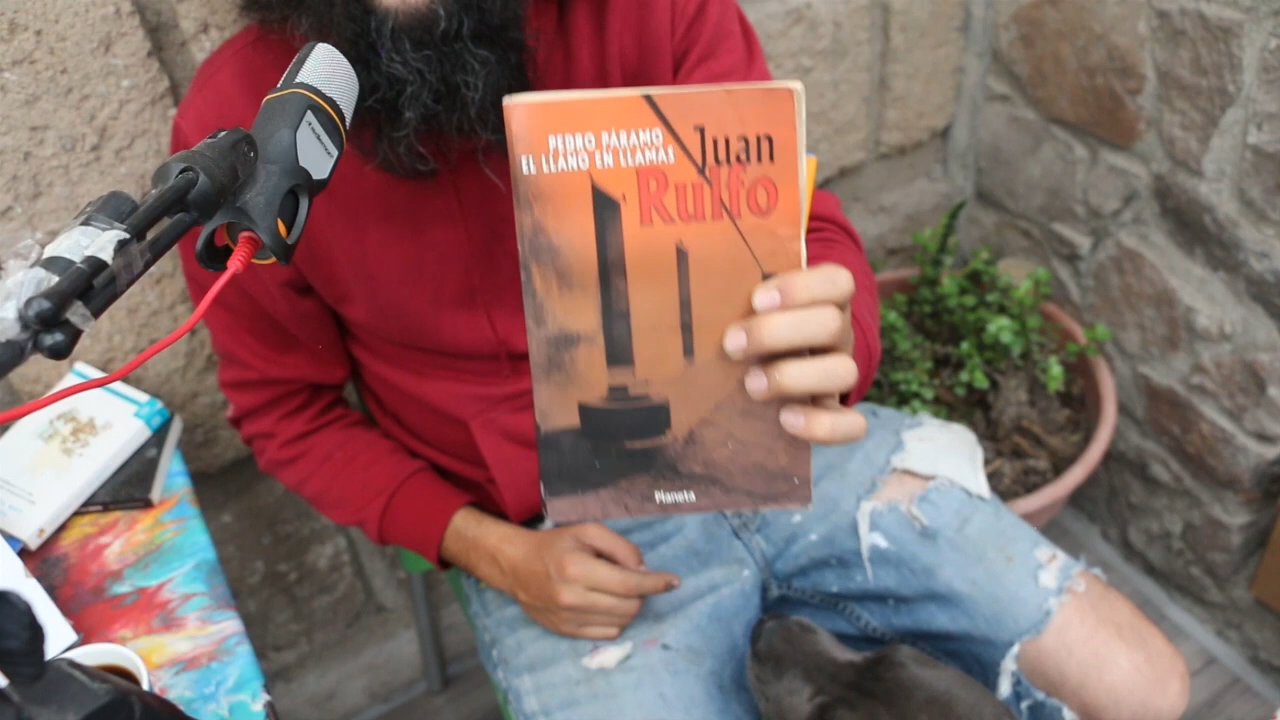 PEDRO PÁRAMO
EL LLANO EN LLAMAS
Juan
Rulfo
Planeta